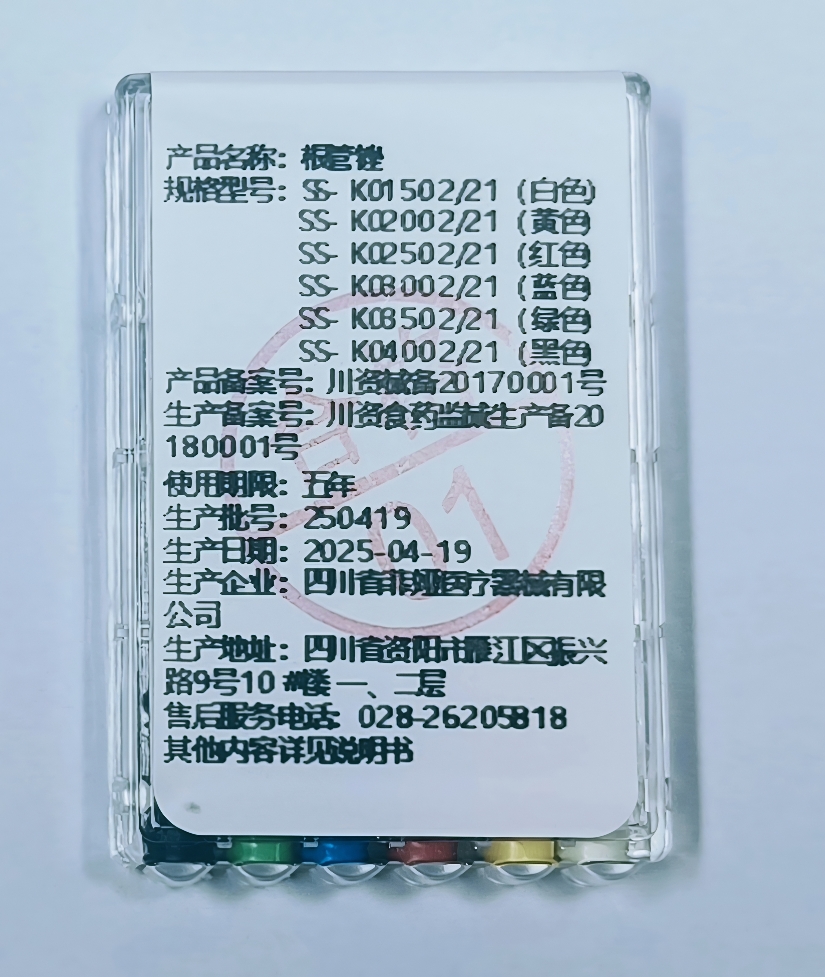 产品名称：根管锉
规格型号：SS- K01502/21（白色）
SS- K02002/21（黄色）
SS- K02502/21（红色）
SS- K03002/21（蓝色）
SS- K03502/21（绿色）
SS- K04002/21（黑色）
产品备案号：川资械备20170001号
生产备案号：川资食药监械生产备20
180001号
使用期限：五年
生产批号：250419
生产日期：2025-04-19
生产企业：四川省菲娅医疗器械有限
公司
生产地址：四川省资阳市雁江区振兴
路9号10#楼一、二层
售后服务电话：028-26205818
其他内容详见说明书
合格
01